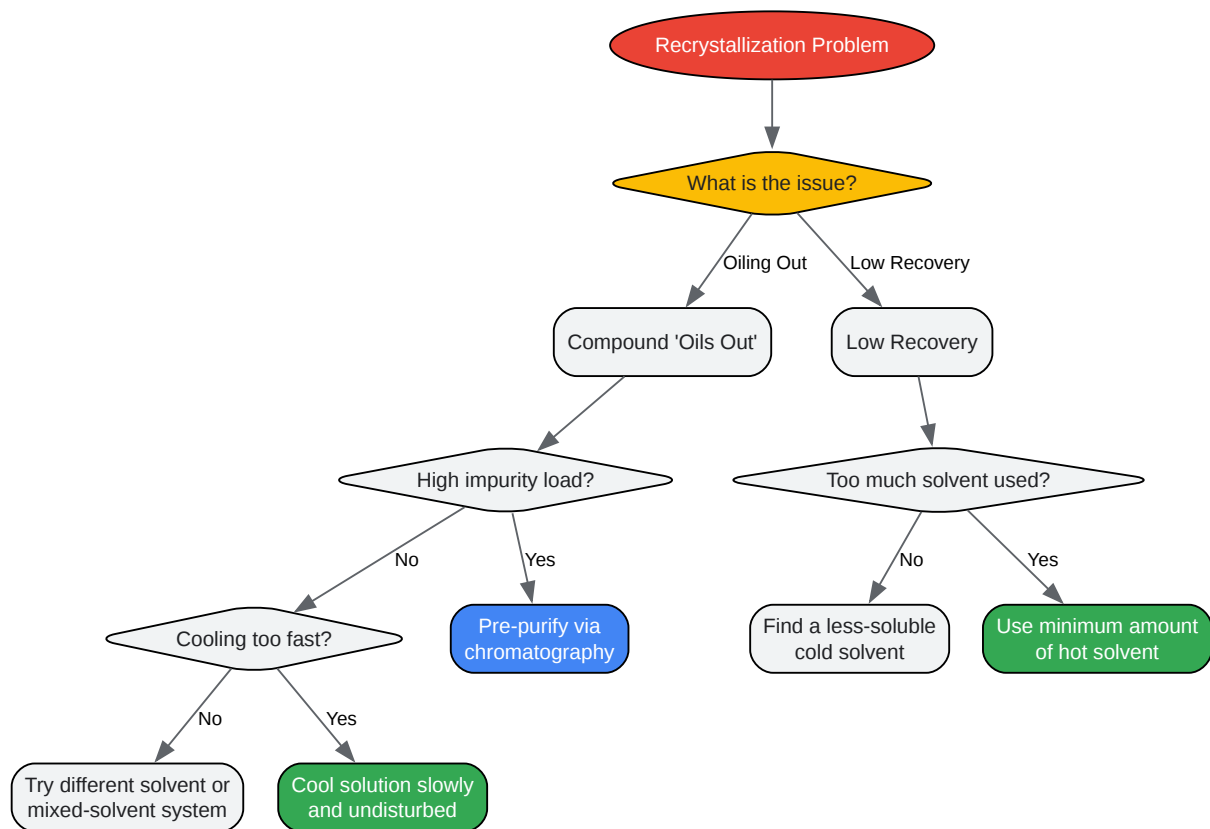 Recrystallization Problem
What is the issue?
Oiling Out
Low Recovery
Compound 'Oils Out'
Low Recovery
High impurity load?
Too much solvent used?
No
Yes
No
Yes
Cooling too fast?
Pre-purify via
chromatography
Find a less-soluble
cold solvent
Use minimum amount
of hot solvent
No
Yes
Try different solvent or
mixed-solvent system
Cool solution slowly
and undisturbed